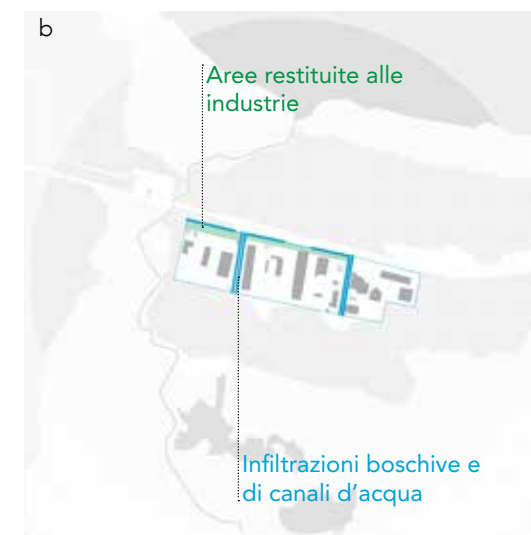 b
Aree restituite alle
industrie
Infiltrazioni boschive e
di canali d'acqua